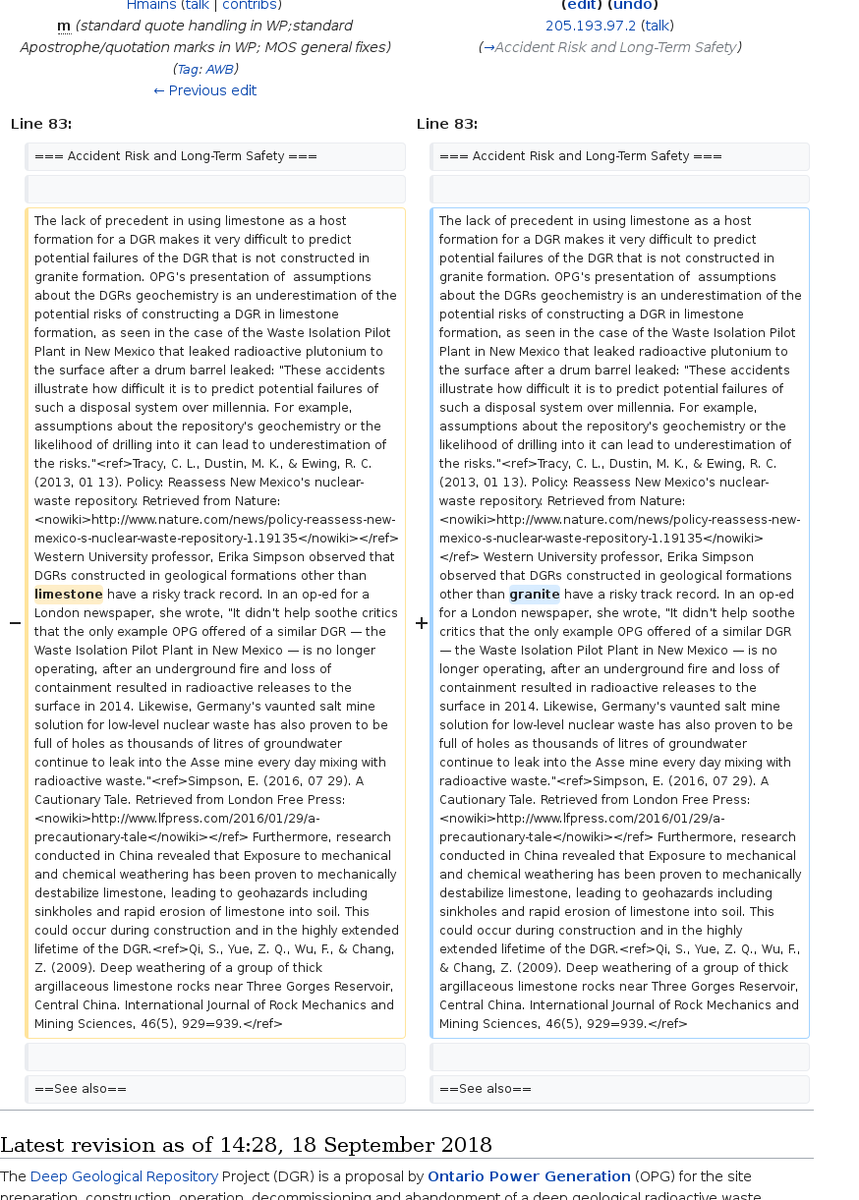 Hmains (talk | contribs)
m (standard quote handling in WP;standard
Apostrophe/quotation marks in WP; MOS general fixes)
(Tag: AWB)
← Previous edit
(edit) (undo)
205.193.97.2 (talk)
(→Accident Risk and Long-Term Safety)
Line 83:
=== Accident Risk and Long-Term Safety ===
−
The lack of precedent in using limestone as a host
formation for a DGR makes it very difficult to predict
potential failures of the DGR that is not constructed in
granite formation. OPG's presentation of  assumptions
about the DGRs geochemistry is an underestimation of the
potential risks of constructing a DGR in limestone
formation, as seen in the case of the Waste Isolation Pilot
Plant in New Mexico that leaked radioactive plutonium to
the surface after a drum barrel leaked: "These accidents
illustrate how difficult it is to predict potential failures of
such a disposal system over millennia. For example,
assumptions about the repository's geochemistry or the
likelihood of drilling into it can lead to underestimation of
the risks."<ref>Tracy, C. L., Dustin, M. K., & Ewing, R. C.
(2013, 01 13). Policy: Reassess New Mexico's nuclear-
waste repository. Retrieved from Nature:
<nowiki>http://www.nature.com/news/policy-reassess-new-
mexico-s-nuclear-waste-repository-1.19135</nowiki></ref>
Western University professor, Erika Simpson observed that
DGRs constructed in geological formations other than
limestone have a risky track record. In an op-ed for a
London newspaper, she wrote, "It didn't help soothe critics
that the only example OPG offered of a similar DGR — the
Waste Isolation Pilot Plant in New Mexico — is no longer
operating, after an underground fire and loss of
containment resulted in radioactive releases to the
surface in 2014. Likewise, Germany's vaunted salt mine
solution for low-level nuclear waste has also proven to be
full of holes as thousands of litres of groundwater
continue to leak into the Asse mine every day mixing with
radioactive waste."<ref>Simpson, E. (2016, 07 29). A
Cautionary Tale. Retrieved from London Free Press:
<nowiki>http://www.lfpress.com/2016/01/29/a-
precautionary-tale</nowiki></ref> Furthermore, research
conducted in China revealed that Exposure to mechanical
and chemical weathering has been proven to mechanically
destabilize limestone, leading to geohazards including
sinkholes and rapid erosion of limestone into soil. This
could occur during construction and in the highly extended
lifetime of the DGR.<ref>Qi, S., Yue, Z. Q., Wu, F., & Chang,
Z. (2009). Deep weathering of a group of thick
argillaceous limestone rocks near Three Gorges Reservoir,
Central China. International Journal of Rock Mechanics and
Mining Sciences, 46(5), 929=939.</ref>
==See also==
Line 83:
=== Accident Risk and Long-Term Safety ===
+
The lack of precedent in using limestone as a host
formation for a DGR makes it very difficult to predict
potential failures of the DGR that is not constructed in
granite formation. OPG's presentation of  assumptions
about the DGRs geochemistry is an underestimation of the
potential risks of constructing a DGR in limestone
formation, as seen in the case of the Waste Isolation Pilot
Plant in New Mexico that leaked radioactive plutonium to
the surface after a drum barrel leaked: "These accidents
illustrate how difficult it is to predict potential failures of
such a disposal system over millennia. For example,
assumptions about the repository's geochemistry or the
likelihood of drilling into it can lead to underestimation of
the risks."<ref>Tracy, C. L., Dustin, M. K., & Ewing, R. C.
(2013, 01 13). Policy: Reassess New Mexico's nuclear-
waste repository. Retrieved from Nature:
<nowiki>http://www.nature.com/news/policy-reassess-new-
mexico-s-nuclear-waste-repository-1.19135</nowiki>
</ref> Western University professor, Erika Simpson
observed that DGRs constructed in geological formations
other than granite have a risky track record. In an op-ed
for a London newspaper, she wrote, "It didn't help soothe
critics that the only example OPG offered of a similar DGR
— the Waste Isolation Pilot Plant in New Mexico — is no
longer operating, after an underground fire and loss of
containment resulted in radioactive releases to the
surface in 2014. Likewise, Germany's vaunted salt mine
solution for low-level nuclear waste has also proven to be
full of holes as thousands of litres of groundwater
continue to leak into the Asse mine every day mixing with
radioactive waste."<ref>Simpson, E. (2016, 07 29). A
Cautionary Tale. Retrieved from London Free Press:
<nowiki>http://www.lfpress.com/2016/01/29/a-
precautionary-tale</nowiki></ref> Furthermore, research
conducted in China revealed that Exposure to mechanical
and chemical weathering has been proven to mechanically
destabilize limestone, leading to geohazards including
sinkholes and rapid erosion of limestone into soil. This
could occur during construction and in the highly
extended lifetime of the DGR.<ref>Qi, S., Yue, Z. Q., Wu, F.,
& Chang, Z. (2009). Deep weathering of a group of thick
argillaceous limestone rocks near Three Gorges Reservoir,
Central China. International Journal of Rock Mechanics and
Mining Sciences, 46(5), 929=939.</ref>
==See also==
Latest revision as of 14:28, 18 September 2018
The Deep Geological Repository Project (DGR) is a proposal by Ontario Power Generation (OPG) for the site
preparation, construction, operation, decommissioning and abandonment of a deep geological radioactive waste